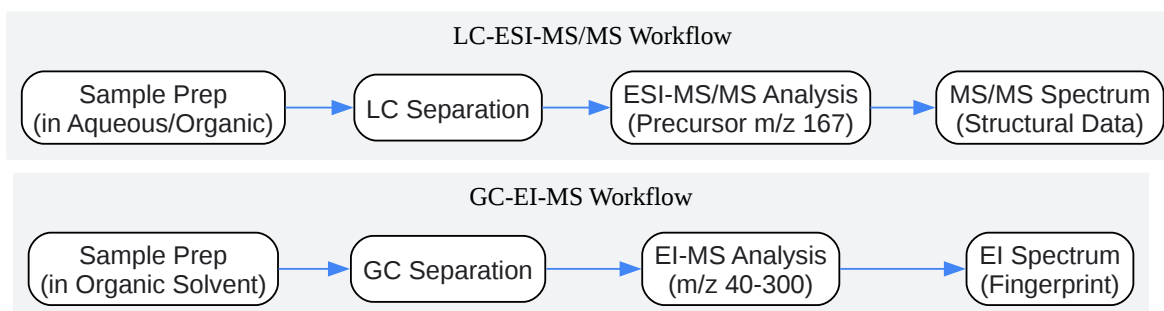 LC-ESI-MS/MS Workflow
Sample Prep
(in Aqueous/Organic)
LC Separation
ESI-MS/MS Analysis
(Precursor m/z 167)
MS/MS Spectrum
(Structural Data)
GC-EI-MS Workflow
Sample Prep
(in Organic Solvent)
GC Separation
EI-MS Analysis
(m/z 40-300)
EI Spectrum
(Fingerprint)